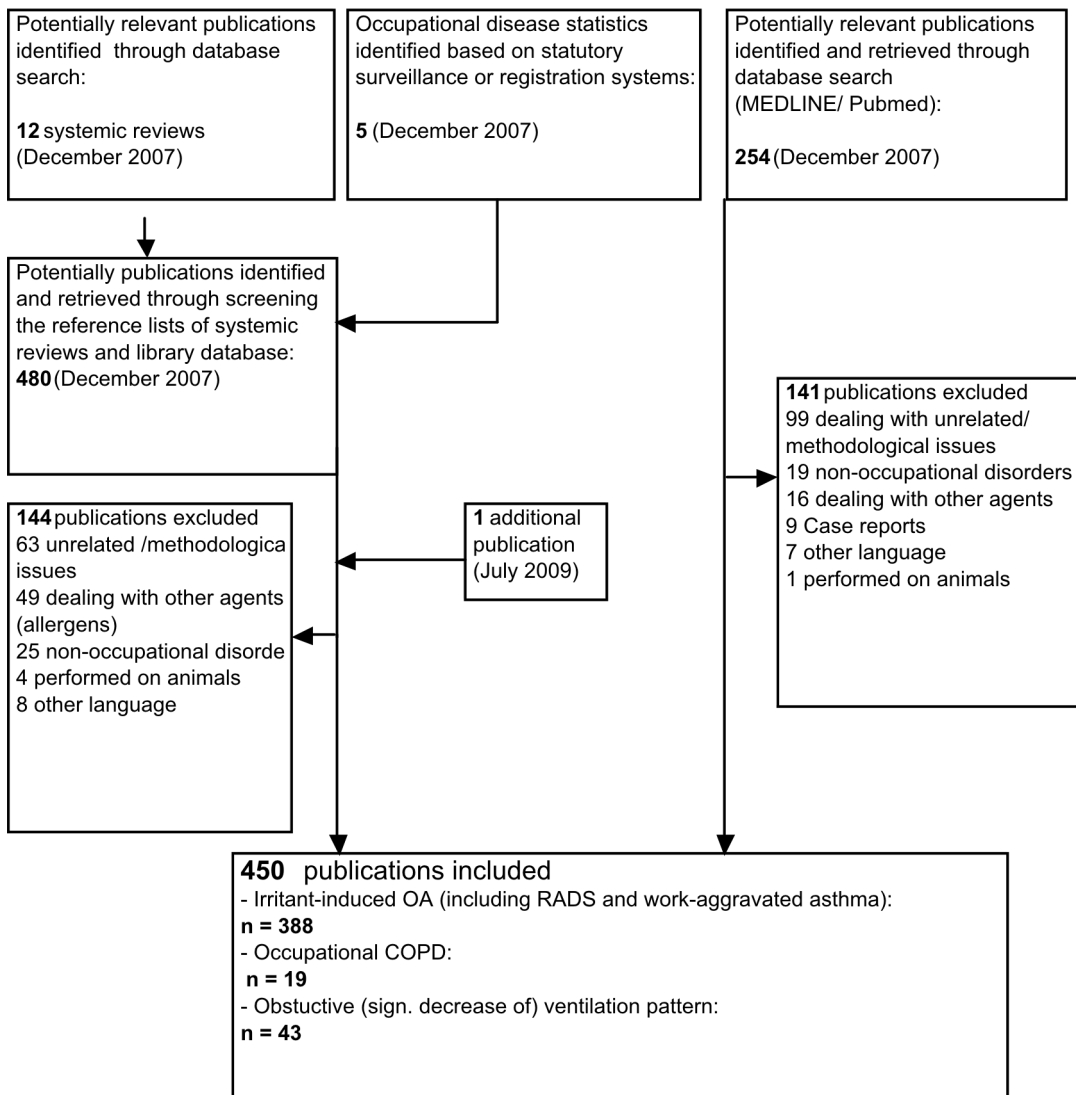 Potentially relevant publications
identified through database
search:
12 systemic reviews
(December 2007)
Occupational disease statistics
identified based on statutory
surveillance or registration systems:
5 (December 2007)
Potentially relevant publications
identified and retrieved through
database search
(MEDLINE/ Pubmed):
254 (December 2007)
Potentially publications identified
and retrieved through screening
the reference lists of systemic
reviews and library database:
480 (December 2007)
141 publications excluded
99 dealing with unrelated/
methodological issues
19 non-occupational disorders
16 dealing with other agents
9 Case reports
7 other language
1 performed on animals
144 publications excluded
63 unrelated /methodologica
issues
49 dealing with other agents
(allergens)
25 non-occupational disorde
4 performed on animals
8 other language
1 additional
publication
(July 2009)
450 publications included
- Irritant-induced OA (including RADS and work-aggravated asthma):
n = 388
- Occupational COPD:
n = 19
- Obstuctive (sign. decrease of) ventilation pattern:
n = 43